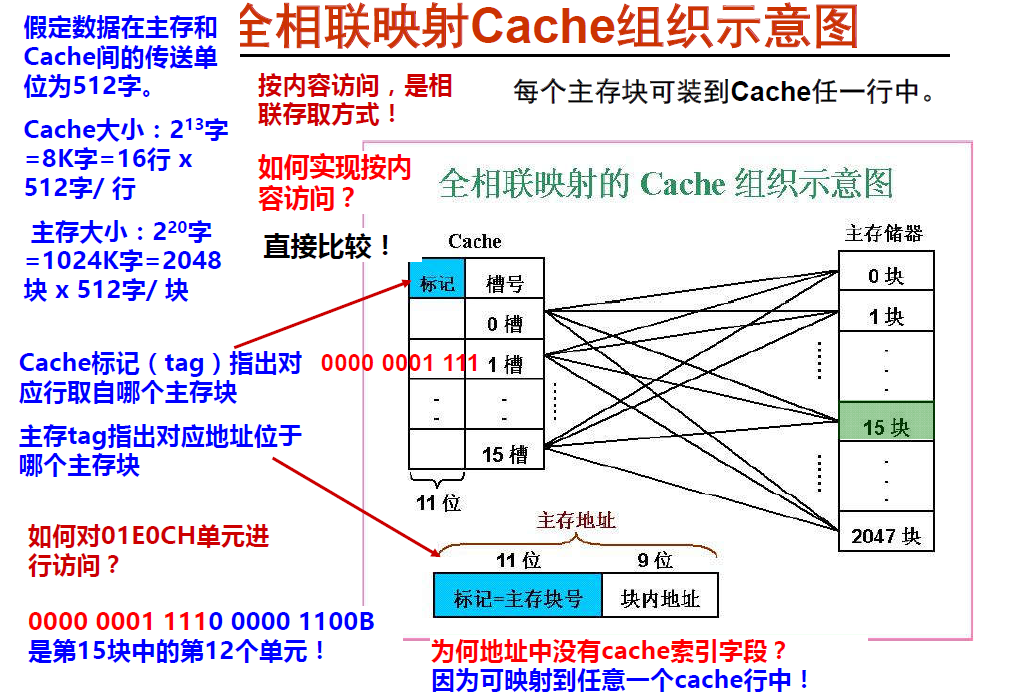 全相联映射Cache组织示意图
假定数据在主存和
Cache间的传送单
位为512字。
Cache大小：2¹³字
=8K字=16行 x
512字/ 行
主存大小：2²⁰字
=1024K字=2048
块 x 512字/ 块
按内容访问，是相
联存取方式！
每个主存块可装到Cache任一行中。
如何实现按内
容访问？
直接比较！
全相联映射的 Cache 组织示意图
Cache
标记 槽号
0 槽
0000 0001 111 1 槽
15 槽
11 位
主存储器
0 块
1 块
15 块
2047 块
Cache标记（tag）指出对
应行取自哪个主存块
主存tag指出对应地址位于
哪个主存块
主存地址
11 位 9 位
标记=主存块号 块内地址
如何对01E0CH单元进
行访问？
0000 0001 1110 0000 1100B
是第15块中的第12个单元！
为何地址中没有cache索引字段？
因为可映射到任意一个cache行中！